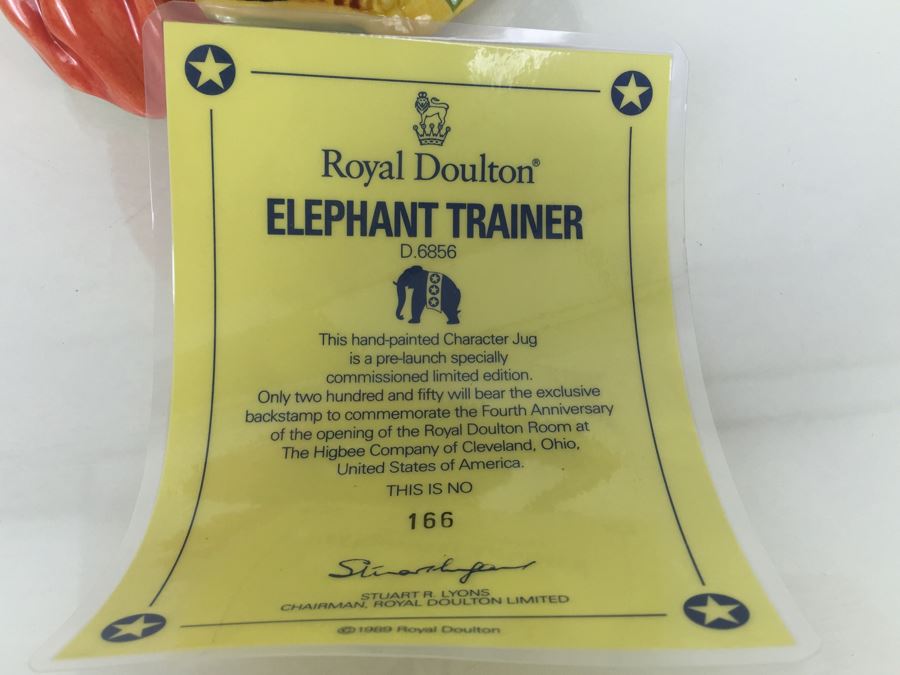 Royal Doulton®
ELEPHANT TRAINER
D.6856
This hand-painted Character Jug
is a pre-launch specially
commissioned limited edition.
Only two hundred and fifty will bear the exclusive
backstamp to commemorate the Fourth Anniversary
of the opening of the Royal Doulton Room at
The Higbee Company of Cleveland, Ohio,
United States of America.
THIS IS NO
166
Stuart Lyons
STUART R. LYONS
CHAIRMAN, ROYAL DOULTON LIMITED
© 1989 Royal Doulton